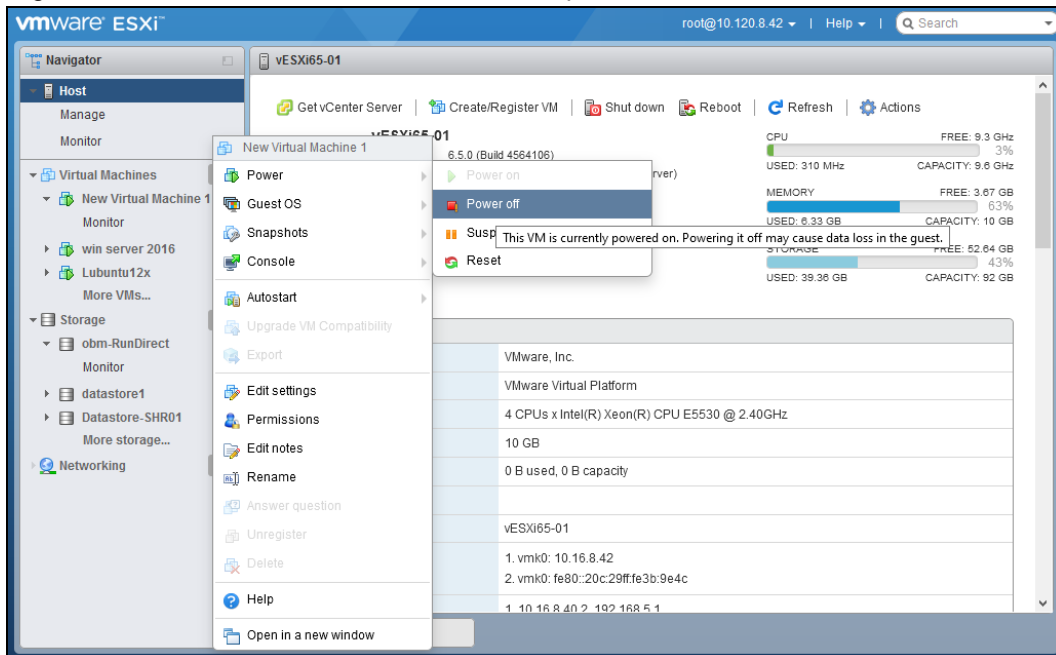 vmware ESXi™
root@10.120.8.42 | Help | Search
Navigator
vESXi65-01
Host
Manage
Monitor
Get vCenter Server | Create/Register VM | Shut down Reboot | Refresh | Actions
vESXi65-01
6.5.0 (Build 4564106)
rver)
CPU FREE: 9.3 GHz
3%
USED: 310 MHz CAPACITY: 9.6 GHz
MEMORY FREE: 3.67 GB
63%
USED: 6.33 GB CAPACITY: 10 GB
STORAGE FREE: 52.64 GB
43%
USED: 39.36 GB CAPACITY: 92 GB
Virtual Machines
New Virtual Machine 1
Monitor
win server 2016
Lubuntu12x
More VMs...
Storage
obm-RunDirect
Monitor
datastore1
Datastore-SHR01
More storage...
Networking
New Virtual Machine 1
Power
Guest OS
Snapshots
Console
Autostart
Upgrade VM Compatibility
Export
Edit settings
Permissions
Edit notes
Rename
Answer question
Unregister
Delete
Help
Open in a new window
Power on
Power off
Susp
This VM is currently powered on. Powering it off may cause data loss in the guest.
Reset
VMware, Inc.
VMware Virtual Platform
4 CPUs x Intel(R) Xeon(R) CPU E5530 @ 2.40GHz
10 GB
0 B used, 0 B capacity
vESXi65-01
1. vmk0: 10.16.8.42
2. vmk0: fe80::20c:29ff:fe3b:9e4c
1. 10.16.8.40.2, 192.168.5.1